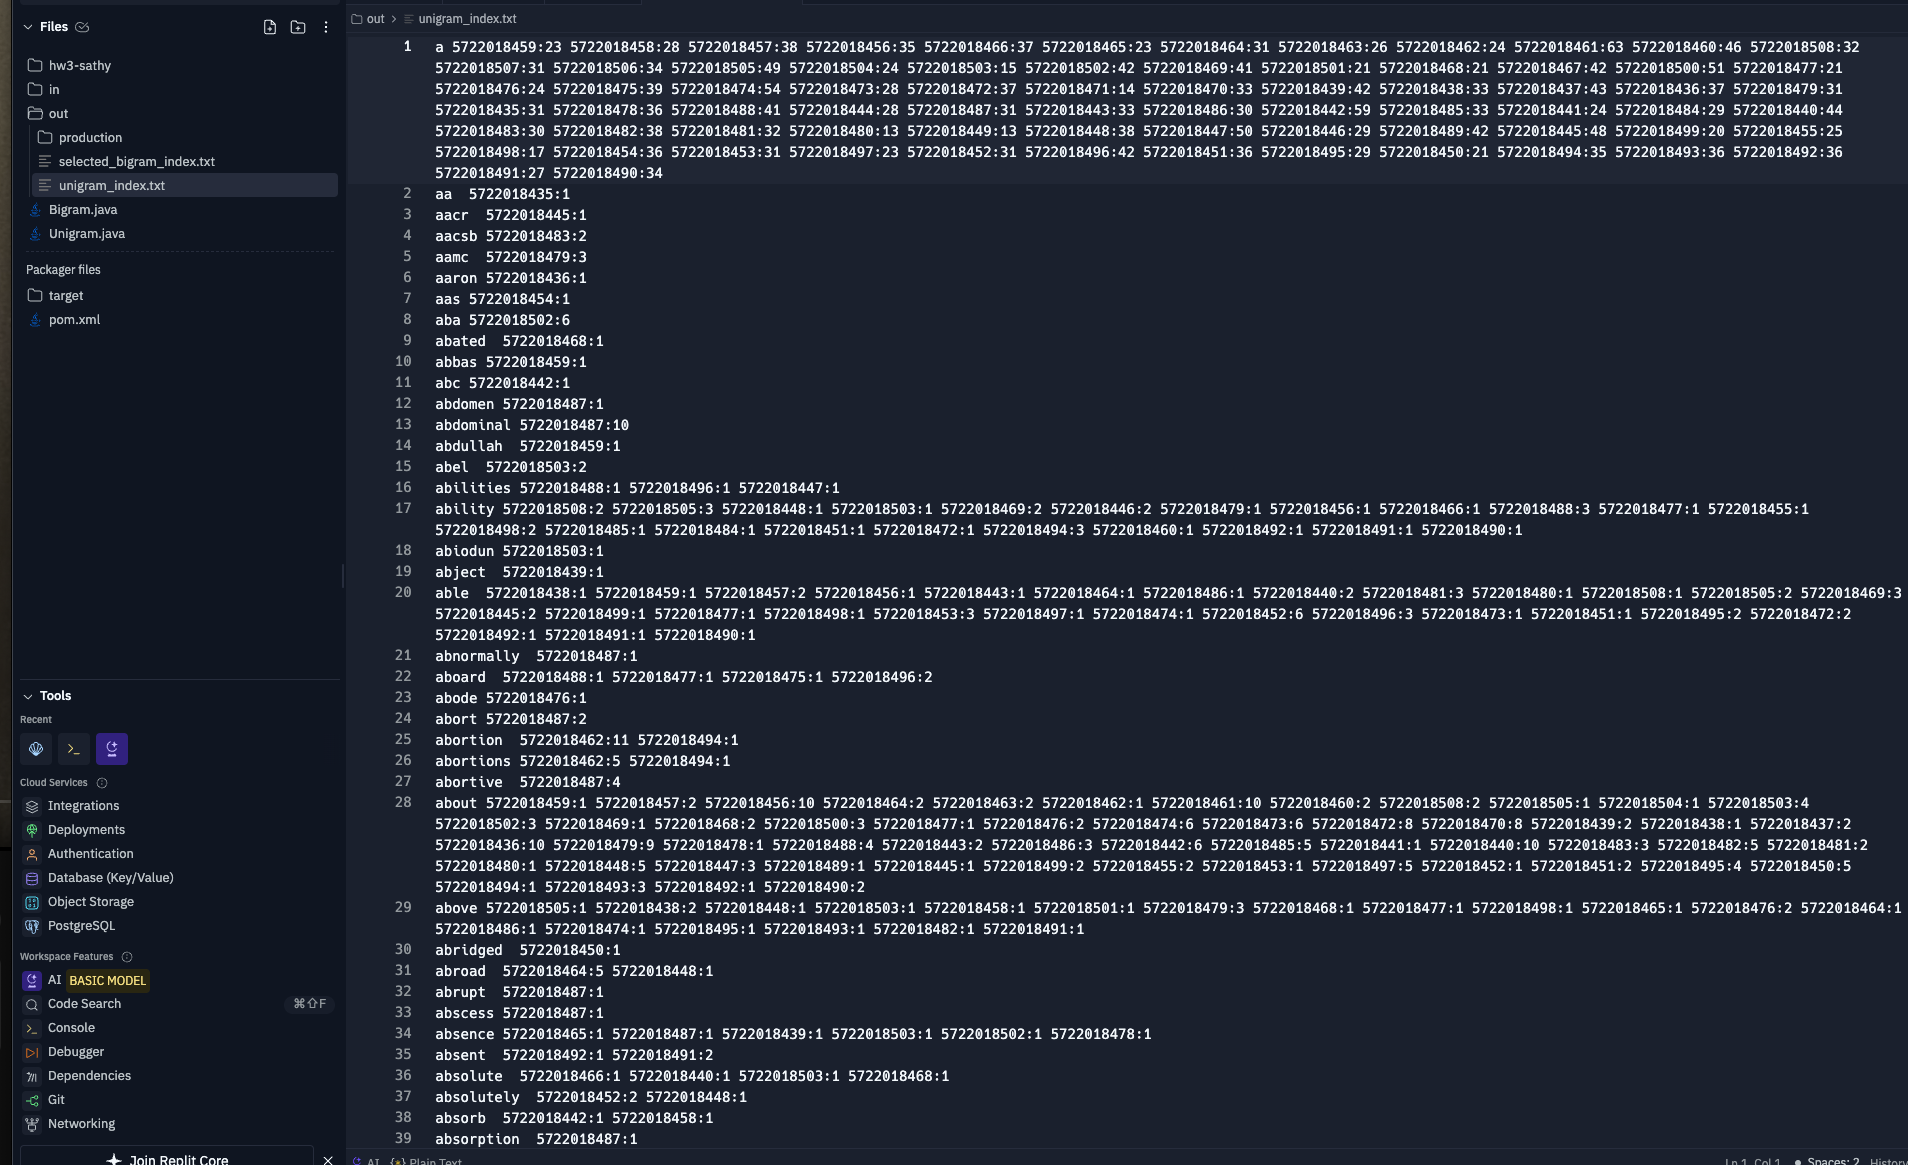 Files
hw3-sathy
in
out
production
selected_bigram_index.txt
unigram_index.txt
Bigram.java
Unigram.java
Packager files
target
pom.xml
Tools
Recent
Cloud Services
Integrations
Deployments
Authentication
Database (Key/Value)
Object Storage
PostgreSQL
Workspace Features
AI BASIC MODEL
Code Search ⌘⇧F
Console
Debugger
Dependencies
Git
Networking
Join Replit Core
out > unigram_index.txt
1 a 5722018459:23 5722018458:28 5722018457:38 5722018456:35 5722018466:37 5722018465:23 5722018464:31 5722018463:26 5722018462:24 5722018461:63 5722018460:46 5722018508:32
5722018507:31 5722018506:34 5722018505:49 5722018504:24 5722018503:15 5722018502:42 5722018469:41 5722018501:21 5722018468:21 5722018467:42 5722018500:51 5722018477:21
5722018476:24 5722018475:39 5722018474:54 5722018473:28 5722018472:37 5722018471:14 5722018470:33 5722018439:42 5722018438:33 5722018437:43 5722018436:37 5722018479:31
5722018435:31 5722018478:36 5722018488:41 5722018444:28 5722018487:31 5722018443:33 5722018486:30 5722018442:59 5722018485:33 5722018441:24 5722018484:29 5722018440:44
5722018483:30 5722018482:38 5722018481:32 5722018480:13 5722018449:13 5722018448:38 5722018447:50 5722018446:29 5722018489:42 5722018445:48 5722018499:20 5722018455:25
5722018498:17 5722018454:36 5722018453:31 5722018497:23 5722018452:31 5722018496:42 5722018451:36 5722018495:29 5722018450:21 5722018494:35 5722018493:36 5722018492:36
5722018491:27 5722018490:34
2 aa 5722018435:1
3 aacr 5722018445:1
4 aacsb 5722018483:2
5 aamc 5722018479:3
6 aaron 5722018436:1
7 aas 5722018454:1
8 aba 5722018502:6
9 abated 5722018468:1
10 abbas 5722018459:1
11 abc 5722018442:1
12 abdomen 5722018487:1
13 abdominal 5722018487:10
14 abdullah 5722018459:1
15 abel 5722018503:2
16 abilities 5722018488:1 5722018496:1 5722018447:1
17 ability 5722018508:2 5722018505:3 5722018448:1 5722018503:1 5722018469:2 5722018446:2 5722018479:1 5722018456:1 5722018466:1 5722018488:3 5722018477:1 5722018455:1
5722018498:2 5722018485:1 5722018484:1 5722018451:1 5722018472:1 5722018494:3 5722018460:1 5722018492:1 5722018491:1 5722018490:1
18 abiodun 5722018503:1
19 abject 5722018439:1
20 able 5722018438:1 5722018459:1 5722018457:2 5722018456:1 5722018443:1 5722018464:1 5722018486:1 5722018440:2 5722018481:3 5722018480:1 5722018508:1 5722018505:2 5722018469:3
5722018445:2 5722018499:1 5722018477:1 5722018498:1 5722018453:3 5722018497:1 5722018474:1 5722018452:6 5722018496:3 5722018473:1 5722018451:1 5722018495:2 5722018472:2
5722018492:1 5722018491:1 5722018490:1
21 abnormally 5722018487:1
22 aboard 5722018488:1 5722018477:1 5722018475:1 5722018496:2
23 abode 5722018476:1
24 abort 5722018487:2
25 abortion 5722018462:11 5722018494:1
26 abortions 5722018462:5 5722018494:1
27 abortive 5722018487:4
28 about 5722018459:1 5722018457:2 5722018456:10 5722018464:2 5722018463:2 5722018462:1 5722018461:10 5722018460:2 5722018508:2 5722018505:1 5722018504:1 5722018503:4
5722018502:3 5722018469:1 5722018468:2 5722018500:3 5722018477:1 5722018476:2 5722018474:6 5722018473:6 5722018472:8 5722018470:8 5722018439:2 5722018438:1 5722018437:2
5722018436:10 5722018479:9 5722018478:1 5722018488:4 5722018443:2 5722018486:3 5722018442:6 5722018485:5 5722018441:1 5722018440:10 5722018483:3 5722018482:5 5722018481:2
5722018480:1 5722018448:5 5722018447:3 5722018489:1 5722018445:1 5722018499:2 5722018455:2 5722018453:1 5722018497:5 5722018452:1 5722018451:2 5722018495:4 5722018450:5
5722018494:1 5722018493:3 5722018492:1 5722018490:2
29 above 5722018505:1 5722018438:2 5722018448:1 5722018503:1 5722018458:1 5722018501:1 5722018479:3 5722018468:1 5722018477:1 5722018498:1 5722018465:1 5722018476:2 5722018464:1
5722018486:1 5722018474:1 5722018495:1 5722018493:1 5722018482:1 5722018491:1
30 abridged 5722018450:1
31 abroad 5722018464:5 5722018448:1
32 abrupt 5722018487:1
33 abscess 5722018487:1
34 absence 5722018465:1 5722018487:1 5722018439:1 5722018503:1 5722018502:1 5722018478:1
35 absent 5722018492:1 5722018491:2
36 absolute 5722018466:1 5722018440:1 5722018503:1 5722018468:1
37 absolutely 5722018452:2 5722018448:1
38 absorb 5722018442:1 5722018458:1
39 absorption 5722018487:1
AI Plain Text
Ln 1, Col 1 • Spaces: 2 History